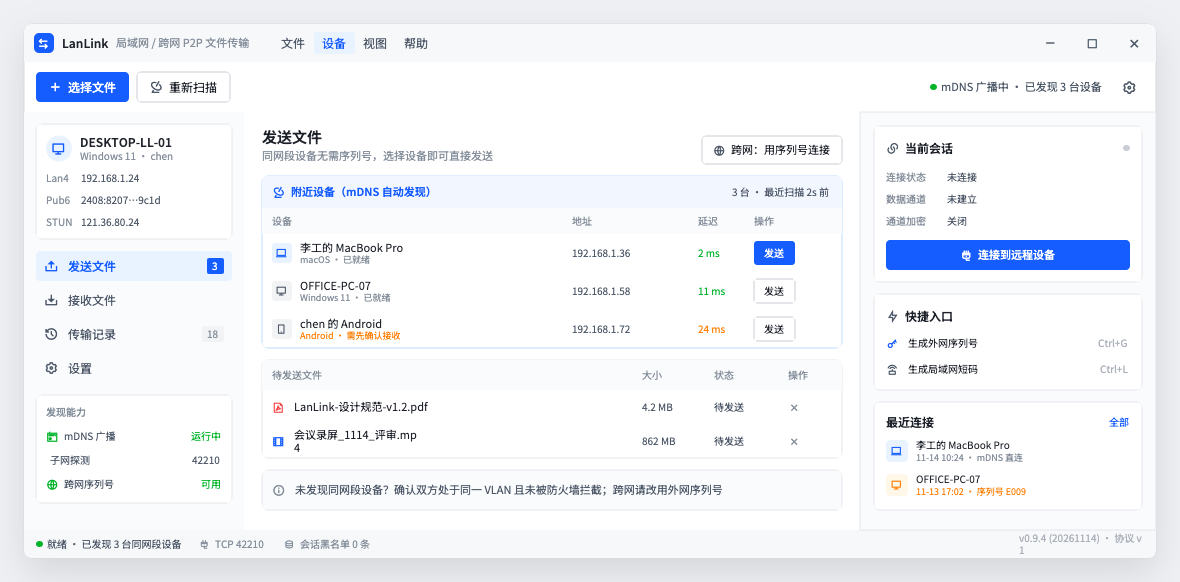 LanLink 局域网 / 跨网 P2P 文件传输 文件 设备 视图 帮助
选择文件 重新扫描 mDNS 广播中 · 已发现 3 台设备
DESKTOP-LL-01
Windows 11 · chen
Lan4 192.168.1.24
Pub6 2408:8207···9c1d
STUN 121.36.80.24
发送文件 3
接收文件
传输记录 18
设置
发现能力
mDNS 广播 运行中
子网探测 42210
跨网序列号 可用
发送文件
同网段设备无需序列号，选择设备即可直接发送
跨网：用序列号连接
附近设备（mDNS 自动发现） 3 台 · 最近扫描 2s 前
设备 地址 延迟 操作
李工的 MacBook Pro
macOS · 已就绪
192.168.1.36 2 ms 发送
OFFICE-PC-07
Windows 11 · 已就绪
192.168.1.58 11 ms 发送
chen 的 Android
Android · 需先确认接收
192.168.1.72 24 ms 发送
待发送文件 大小 状态 操作
LanLink-设计规范-v1.2.pdf 4.2 MB 待发送
会议录屏_1114_评审.mp
4
862 MB 待发送
未发现同网段设备？确认双方处于同一 VLAN 且未被防火墙拦截；跨网请改用外网序列号
当前会话
连接状态 未连接
数据通道 未建立
通道加密 关闭
连接到远程设备
快捷入口
生成外网序列号 Ctrl+G
生成局域网短码 Ctrl+L
最近连接 全部
李工的 MacBook Pro
11-14 10:24 · mDNS 直连
OFFICE-PC-07
11-13 17:02 · 序列号 E009
就绪 · 已发现 3 台同网段设备 TCP 42210 会话黑名单 0 条
v0.9.4 (20261114) · 协议 v
1